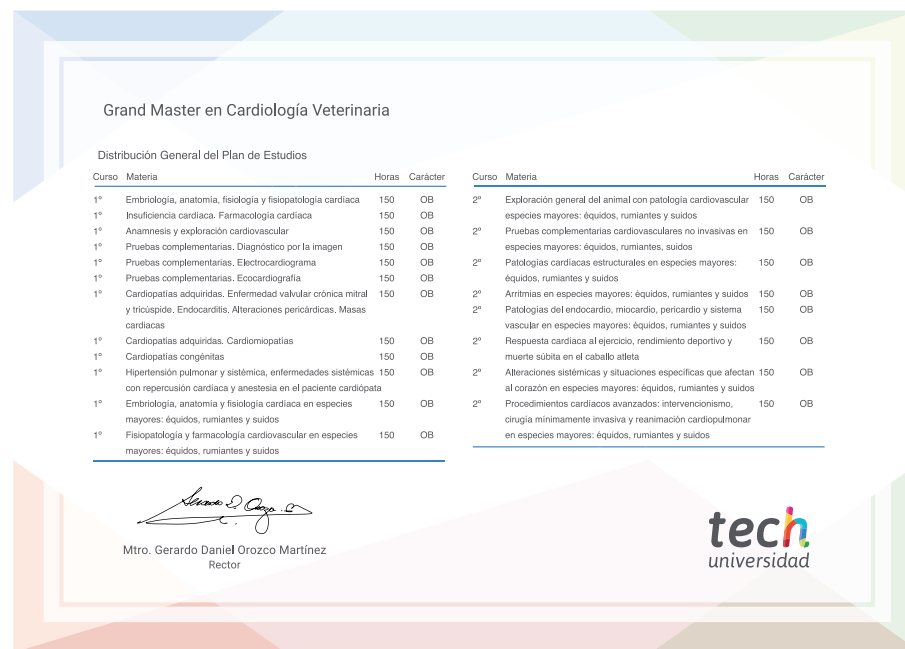 Grand Master en Cardiología Veterinaria
Distribución General del Plan de Estudios
Curso Materia Horas Carácter
1º Embriología, anatomía, fisiología y fisiopatología cardíaca 150 OB
1º Insuficiencia cardíaca. Farmacología cardíaca 150 OB
1º Anamnesis y exploración cardiovascular 150 OB
1º Pruebas complementarias. Diagnóstico por la imagen 150 OB
1º Pruebas complementarias. Electrocardiograma 150 OB
1º Pruebas complementarias. Ecocardiografía 150 OB
1º Cardiopatías adquiridas. Enfermedad valvular crónica mitral 150 OB
y tricúspide. Endocarditis. Alteraciones pericárdicas. Masas
cardiacas
1º Cardiopatías adquiridas. Cardiomiopatías 150 OB
1º Cardiopatías congénitas 150 OB
1º Hipertensión pulmonar y sistémica, enfermedades sistémicas 150 OB
con repercusión cardíaca y anestesia en el paciente cardiópata
1º Embriología, anatomía y fisiología cardíaca en especies 150 OB
mayores: équidos, rumiantes y suidos
1º Fisiopatología y farmacología cardiovascular en especies 150 OB
mayores: équidos, rumiantes y suidos
Curso Materia Horas Carácter
2º Exploración general del animal con patología cardiovascular 150 OB
especies mayores: équidos, rumiantes y suidos
2º Pruebas complementarias cardiovasculares no invasivas en 150 OB
especies mayores: équidos, rumiantes, suidos
2º Patologías cardíacas estructurales en especies mayores: 150 OB
équidos, rumiantes y suidos
2º Arritmias en especies mayores: équidos, rumiantes y suidos 150 OB
2º Patologías del endocardio, miocardio, pericardio y sistema 150 OB
vascular en especies mayores: équidos, rumiantes y suidos
2º Respuesta cardíaca al ejercicio, rendimiento deportivo y 150 OB
muerte súbita en el caballo atleta
2º Alteraciones sistémicas y situaciones específicas que afectan 150 OB
al corazón en especies mayores: équidos, rumiantes y suidos
2º Procedimientos cardíacos avanzados: intervencionismo, 150 OB
cirugía mínimamente invasiva y reanimación cardiopulmonar
en especies mayores: équidos, rumiantes y suidos
Mtro. Gerardo Daniel Orozco Martínez
Rector
tech
universidad